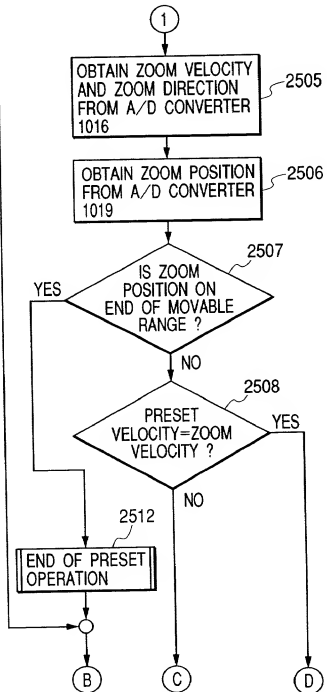 1
OBTAIN ZOOM VELOCITY
AND ZOOM DIRECTION
FROM A/D CONVERTER
1016
2505
OBTAIN ZOOM POSITION
FROM A/D CONVERTER
1019
2506
2507
IS ZOOM
POSITION ON
END OF MOVABLE
RANGE ?
YES
NO
2508
PRESET
VELOCITY=ZOOM
VELOCITY ?
YES
NO
2512
END OF PRESET
OPERATION
B
C
D